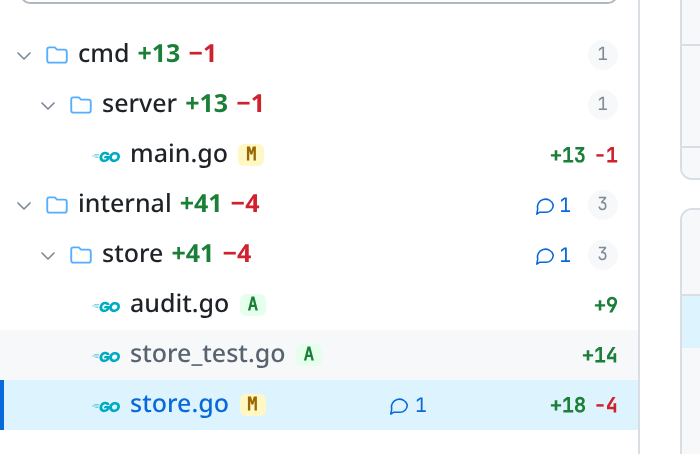 cmd +13 −1 1
server +13 −1 1
GO main.go M +13 -1
internal +41 −4 1 3
store +41 −4 1 3
GO audit.go A +9
GO store_test.go A +14
GO store.go M 1 +18 -4